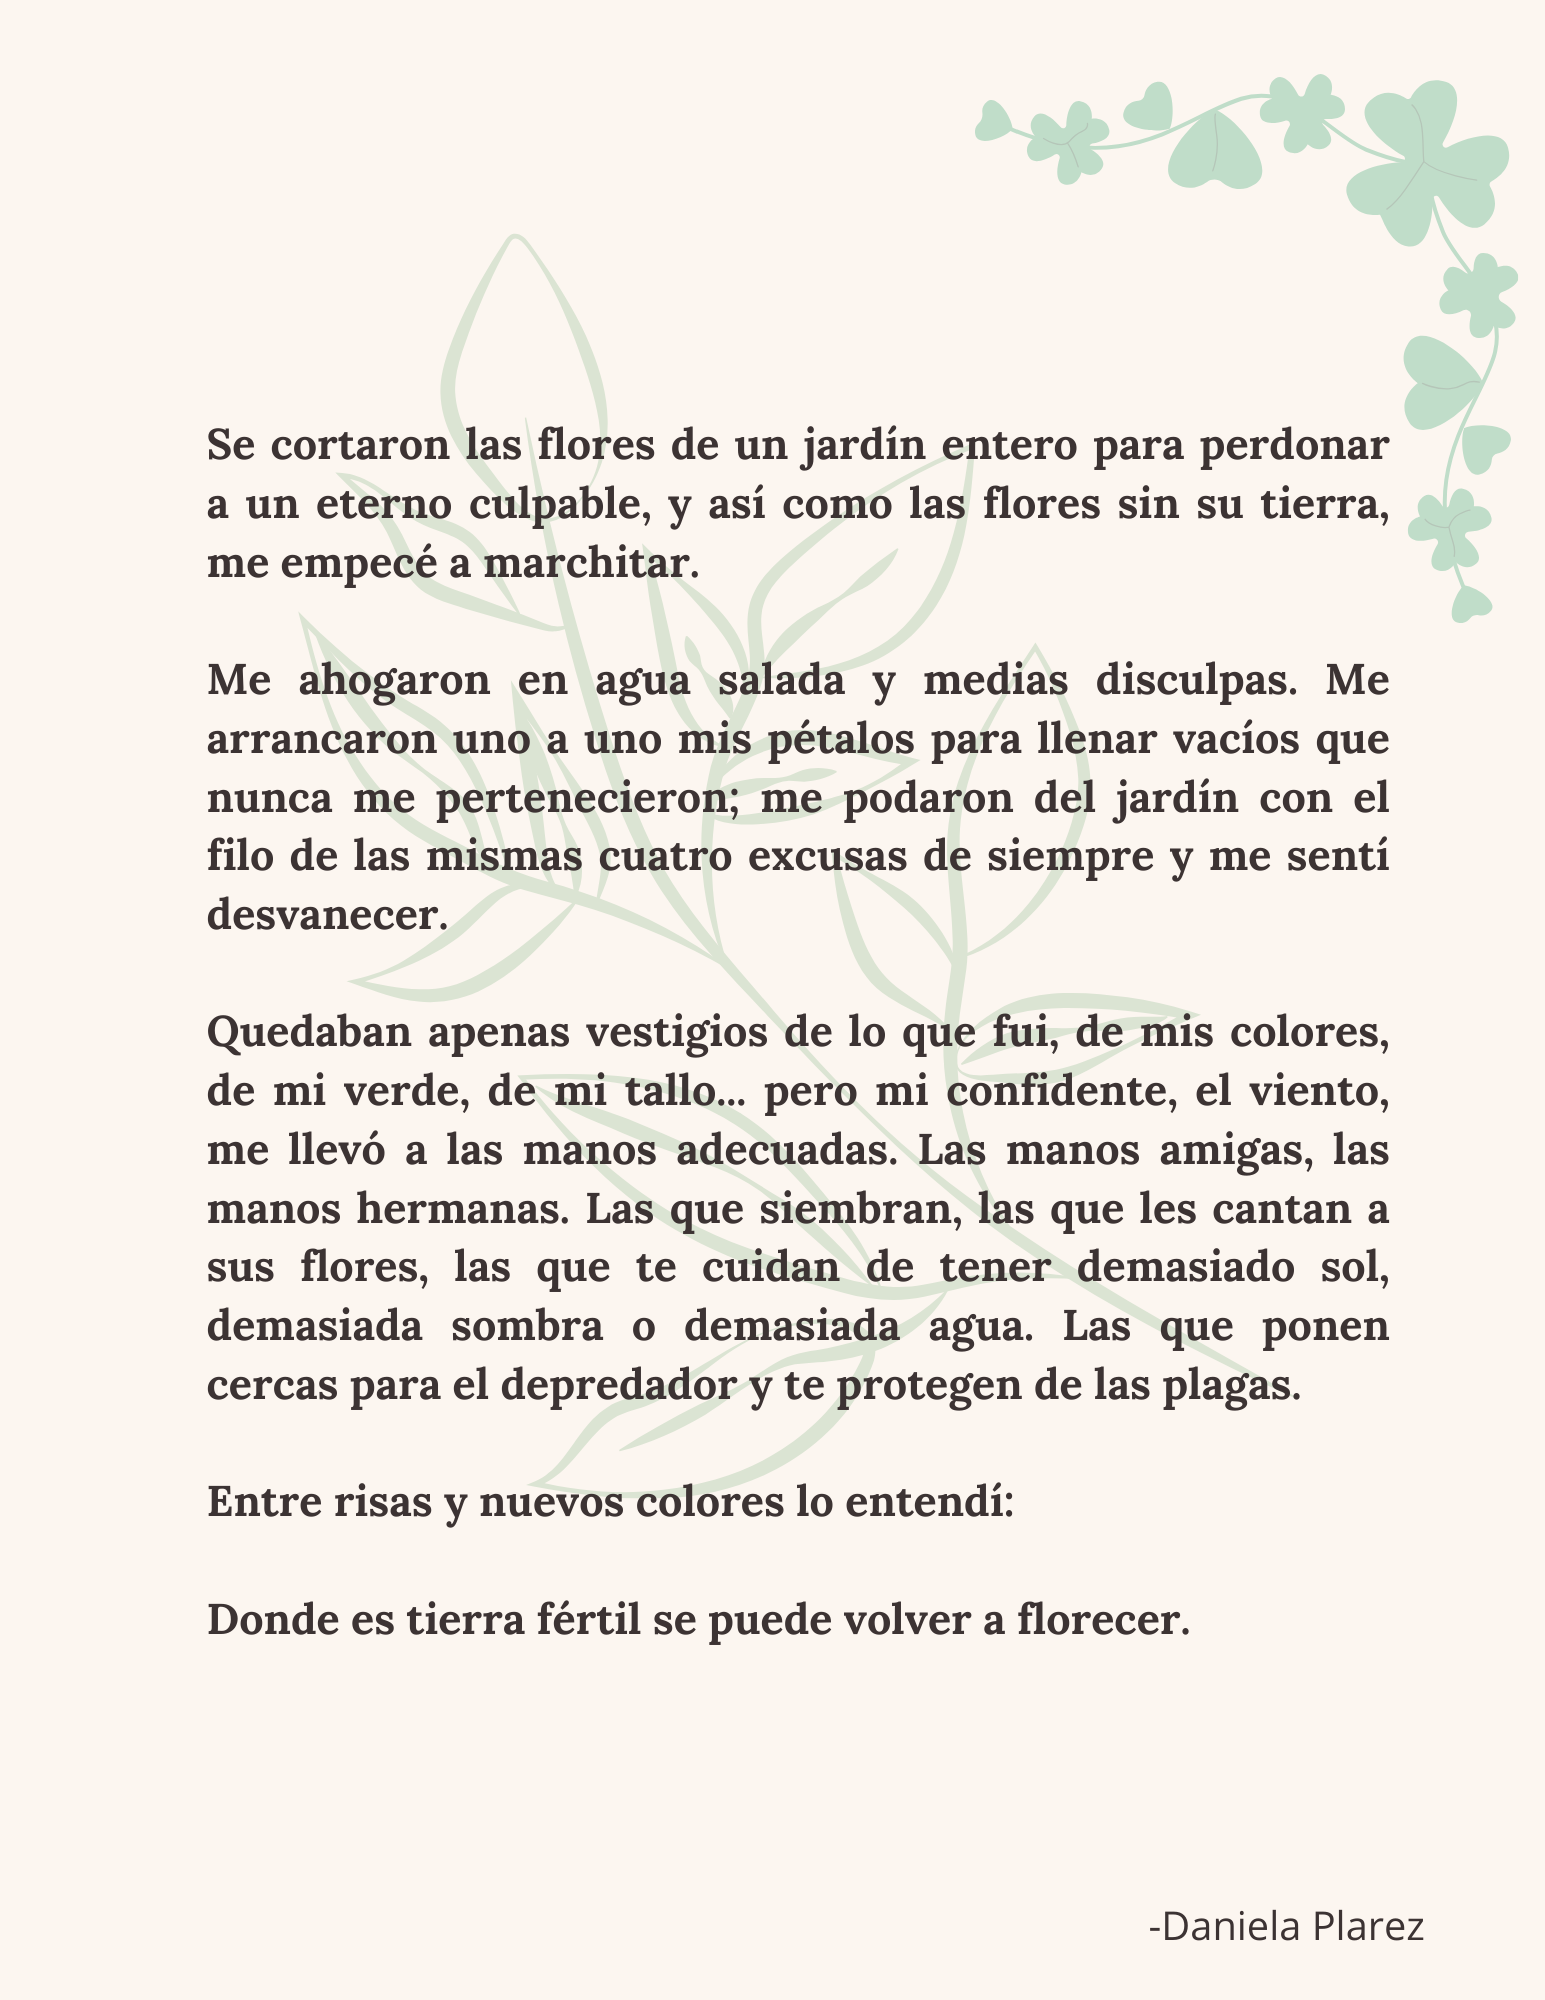 Se cortaron las flores de un jardín entero para perdonar
a un eterno culpable, y así como las flores sin su tierra,
me empecé a marchitar.
Me ahogaron en agua salada y medias disculpas. Me
arrancaron uno a uno mis pétalos para llenar vacíos que
nunca me pertenecieron; me podaron del jardín con el
filo de las mismas cuatro excusas de siempre y me sentí
desvanecer.
Quedaban apenas vestigios de lo que fui, de mis colores,
de mi verde, de mi tallo... pero mi confidente, el viento,
me llevó a las manos adecuadas. Las manos amigas, las
manos hermanas. Las que siembran, las que les cantan a
sus flores, las que te cuidan de tener demasiado sol,
demasiada sombra o demasiada agua. Las que ponen
cercas para el depredador y te protegen de las plagas.
Entre risas y nuevos colores lo entendí:
Donde es tierra fértil se puede volver a florecer.
-Daniela Plarez